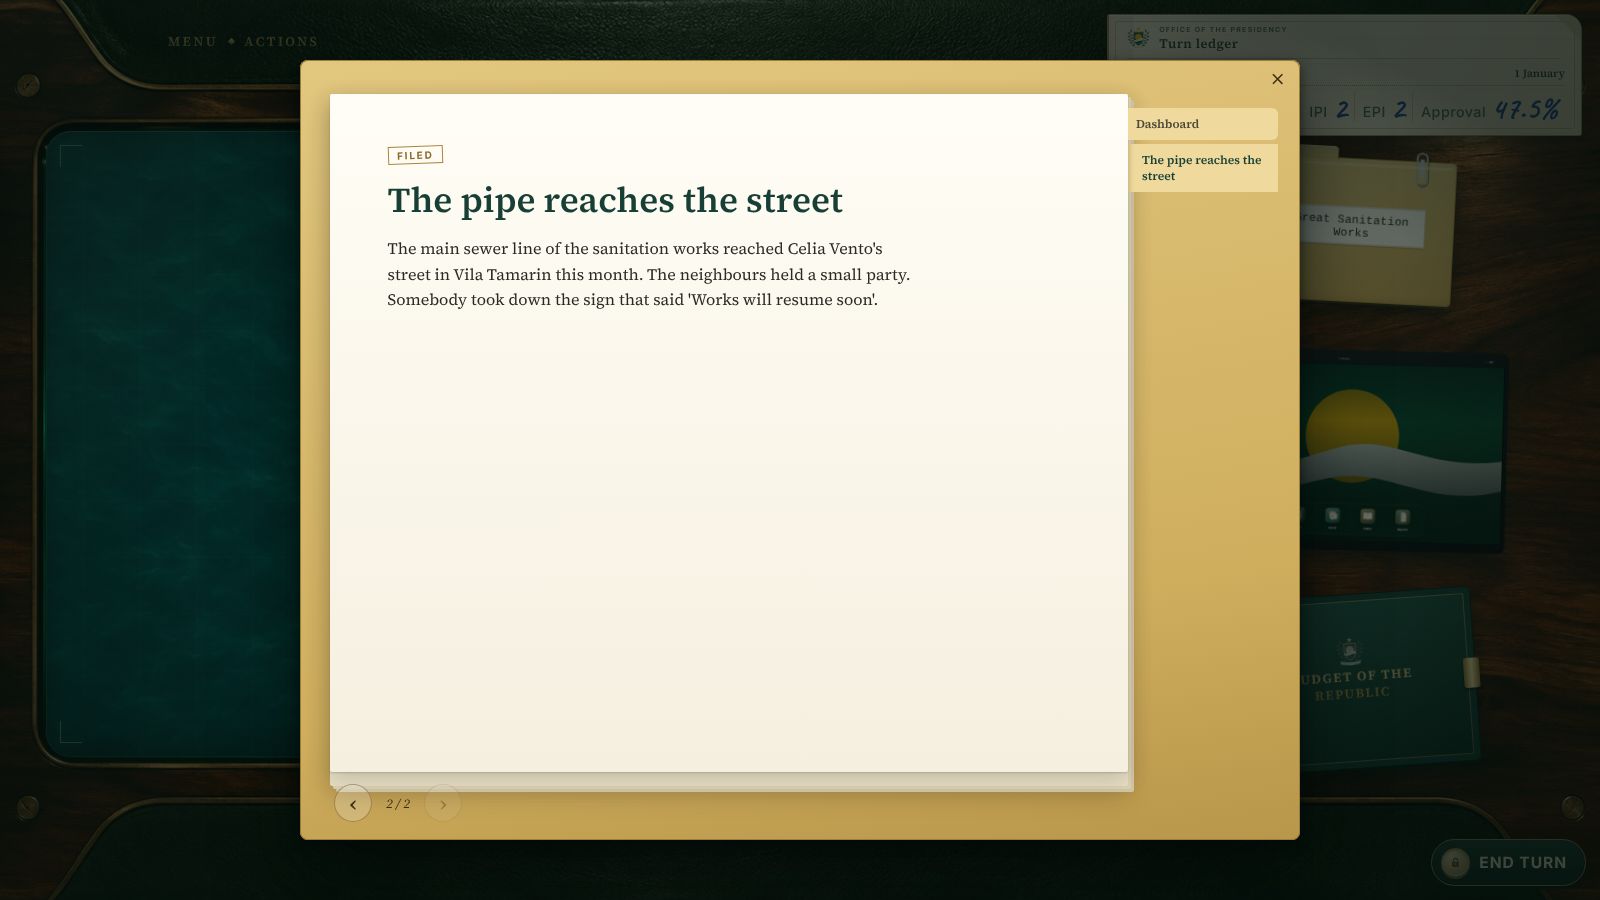 MENU ◆ ACTIONS
OFFICE OF THE PRESIDENCY
Turn ledger
1 January
IPI 2 EPI 2 Approval 47.5%
Dashboard
The pipe reaches the
street
FILED
The pipe reaches the street
The main sewer line of the sanitation works reached Celia Vento's
street in Vila Tamarin this month. The neighbours held a small party.
Somebody took down the sign that said 'Works will resume soon'.
Sanitation
Works
OF THE
REPUBLIC
2/2
END TURN